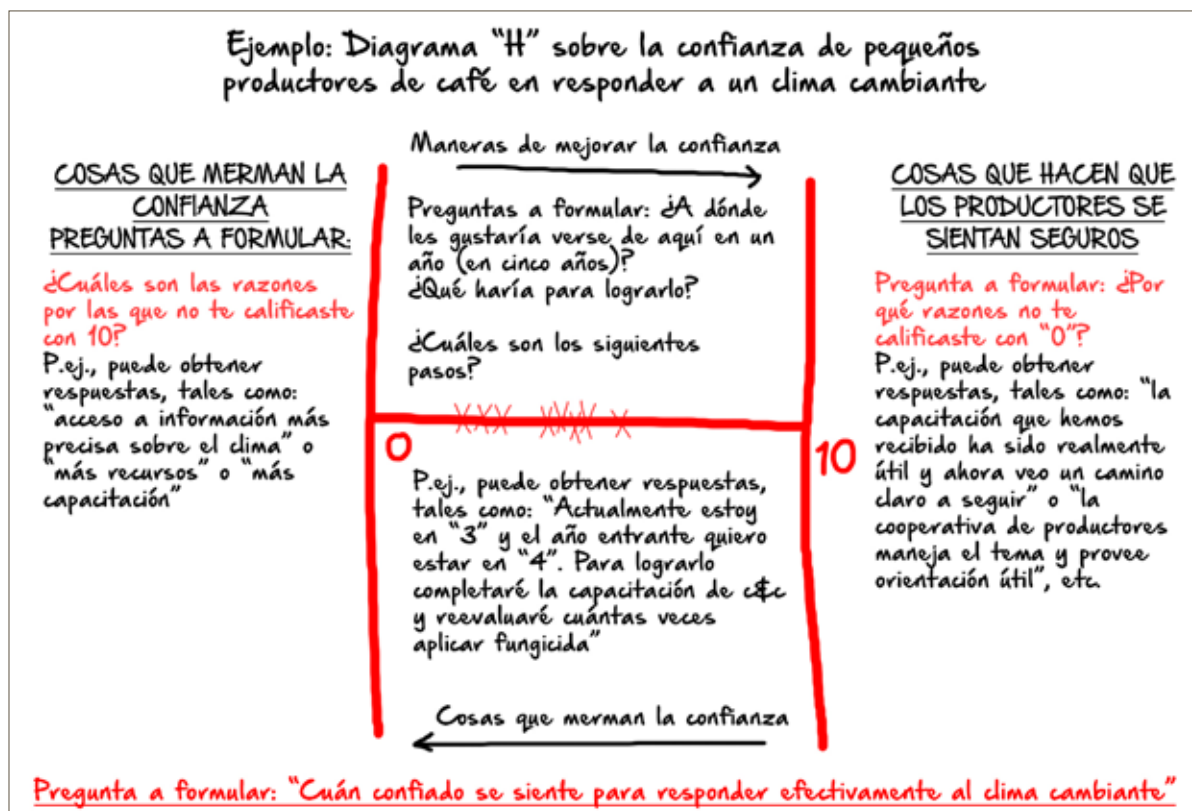 Ejemplo: Diagrama “H” sobre la confianza de pequeños
productores de café en responder a un clima cambiante
COSAS QUE MERMAN LA
CONFIANZA
PREGUNTAS A FORMULAR:
¿Cuáles son las razones
por las que no te calificaste
con 10?
P.ej., puede obtener
respuestas, tales como:
“acceso a información más
precisa sobre el clima” o
“más recursos” o “más
capacitación”
Maneras de mejorar la confianza
Preguntas a formular: ¿A dónde
les gustaría verse de aquí en un
año (en cinco años)?
¿Qué haría para lograrlo?
¿Cuáles son los siguientes
pasos?
XXX XXXXX X
0
10
P.ej., puede obtener respuestas,
tales como: “Actualmente estoy
en “3” y el año entrante quiero
estar en “4”. Para lograrlo
completaré la capacitación de c&c
y reevaluaré cuántas veces
aplicar fungicida”
Cosas que merman la confianza
COSAS QUE HACEN QUE
LOS PRODUCTORES SE
SIENTAN SEGUROS
Pregunta a formular: ¿Por
qué razones no te
calificaste con “0”?
P.ej., puede obtener
respuestas, tales como: “la
capacitación que hemos
recibido ha sido realmente
útil y ahora veo un camino
claro a seguir” o “la
cooperativa de productores
maneja el tema y provee
orientación útil”, etc.
Pregunta a formular: “Cuán confiado se siente para responder efectivamente al clima cambiante”